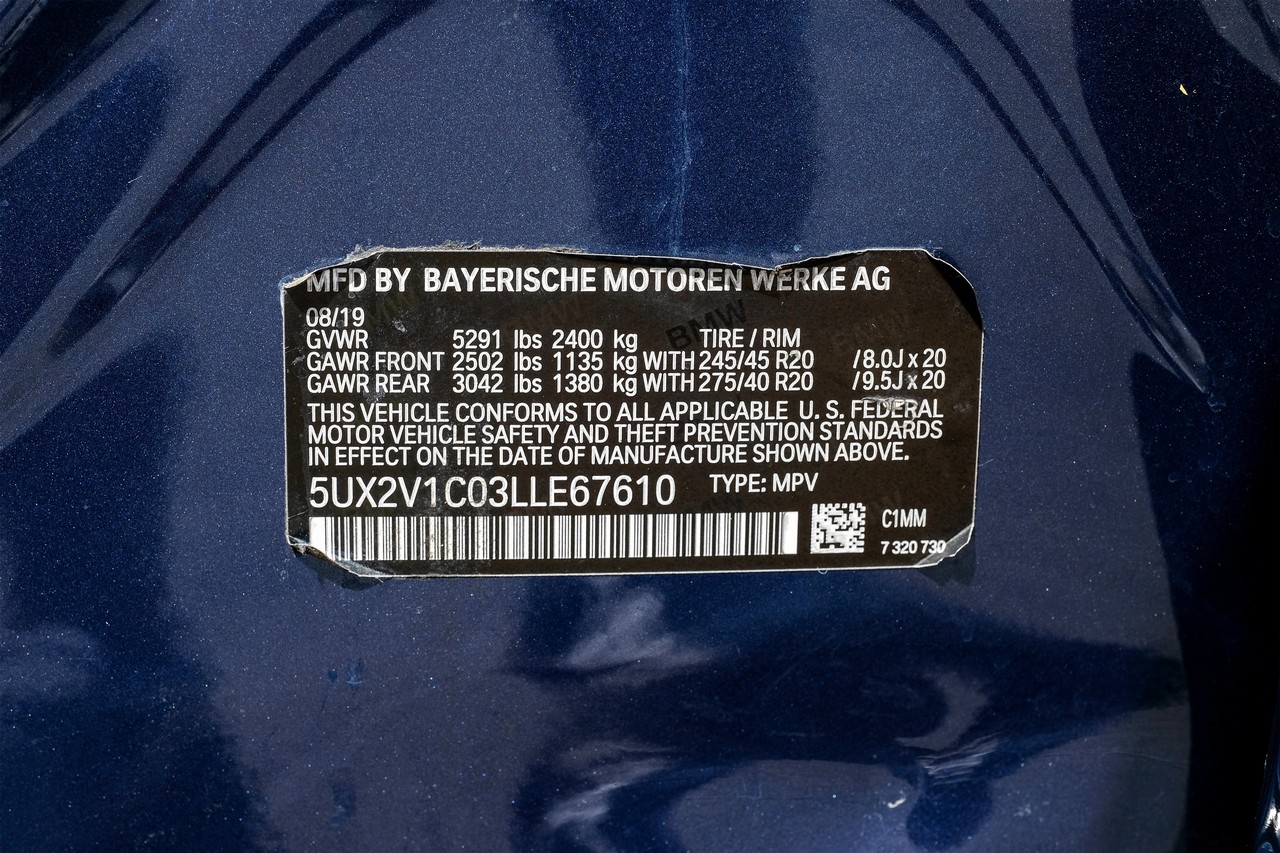 MFD BY BAYERISCHE MOTOREN WERKE AG
08/19
GVWR 5291 lbs 2400 kg TIRE / RIM
GAWR FRONT 2502 lbs 1135 kg WITH 245/45 R20 /8.0J x 20
GAWR REAR 3042 lbs 1380 kg WITH 275/40 R20 /9.5J x 20
THIS VEHICLE CONFORMS TO ALL APPLICABLE U. S. FEDERAL
MOTOR VEHICLE SAFETY AND THEFT PREVENTION STANDARDS
IN EFFECT ON THE DATE OF MANUFACTURE SHOWN ABOVE.
5UX2V1C03LLE67610 TYPE: MPV
C1MM
7 320 730
BMW